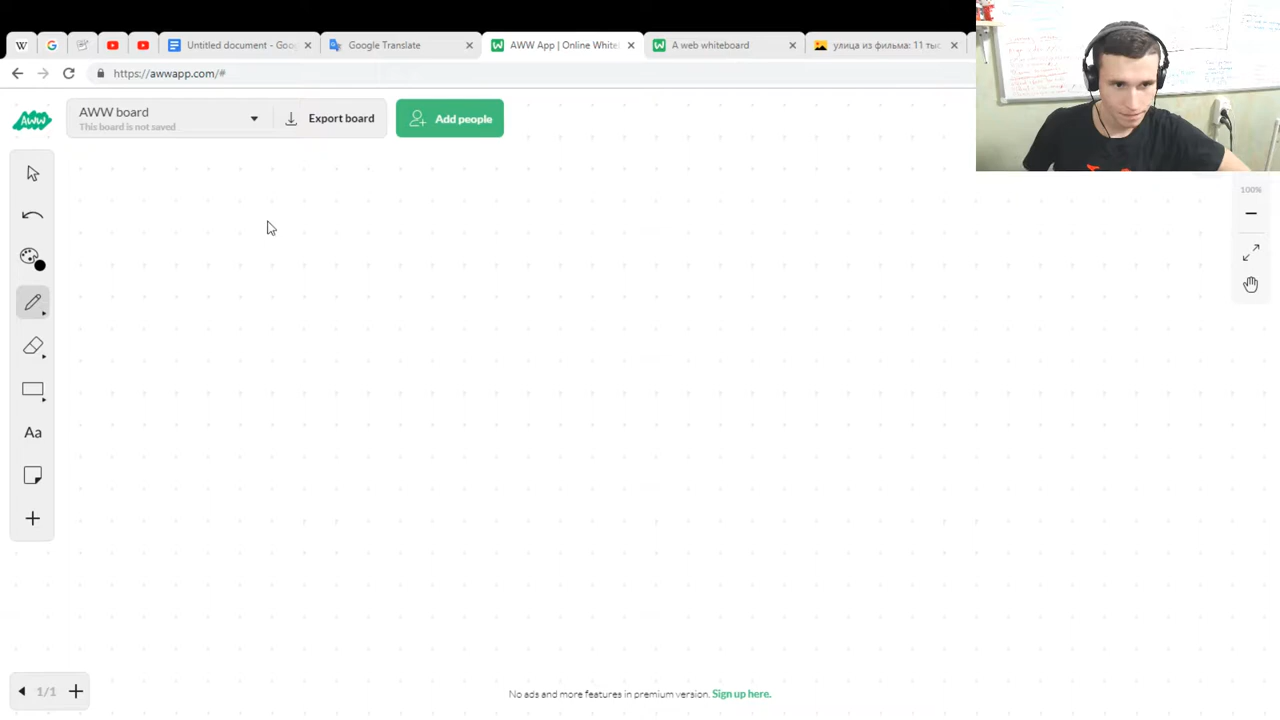 Untitled document - Goo
Google Translate
AWW App | Online White
A web whiteboard
улица из фильма: 11 тыс
https://awwapp.com/#
AWW
AWW board
This board is not saved
Export board
Add people
100%
Aa
1/1
No ads and more features in premium version. Sign up here.